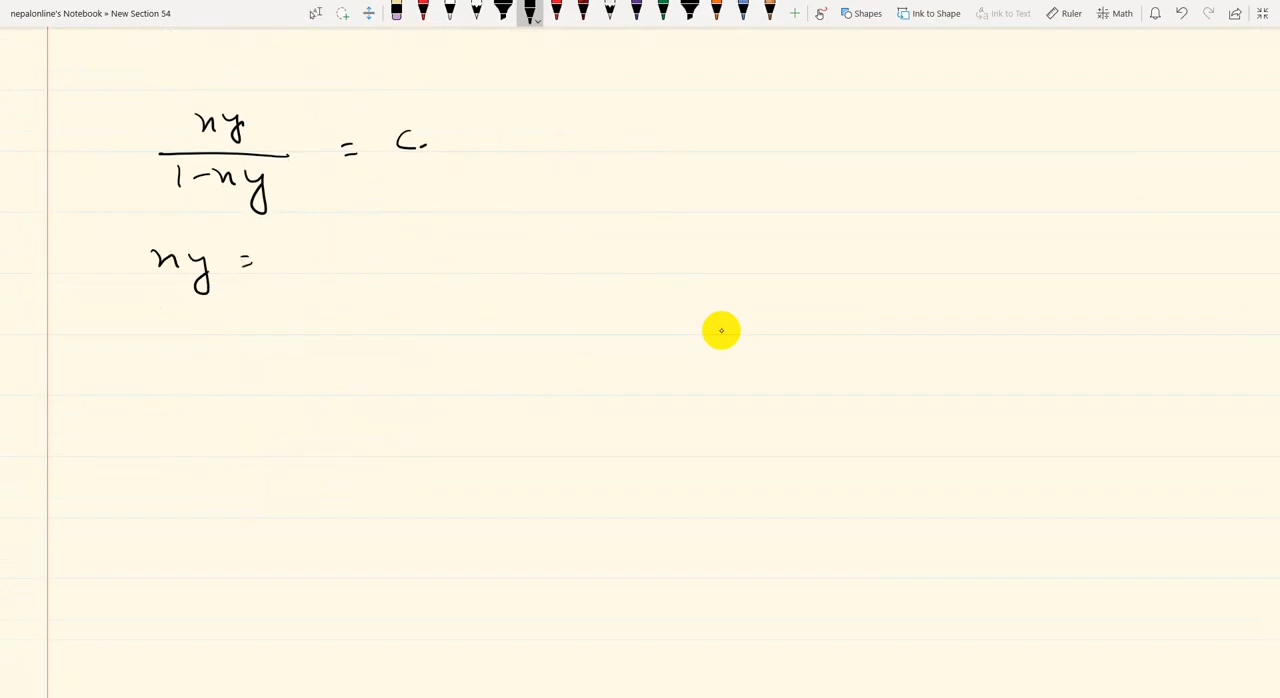 nepalonline's Notebook » New Section 54
Shapes
Ink to Shape
Ink to Text
Ruler
Math
xy
1-xy
= c.
xy =